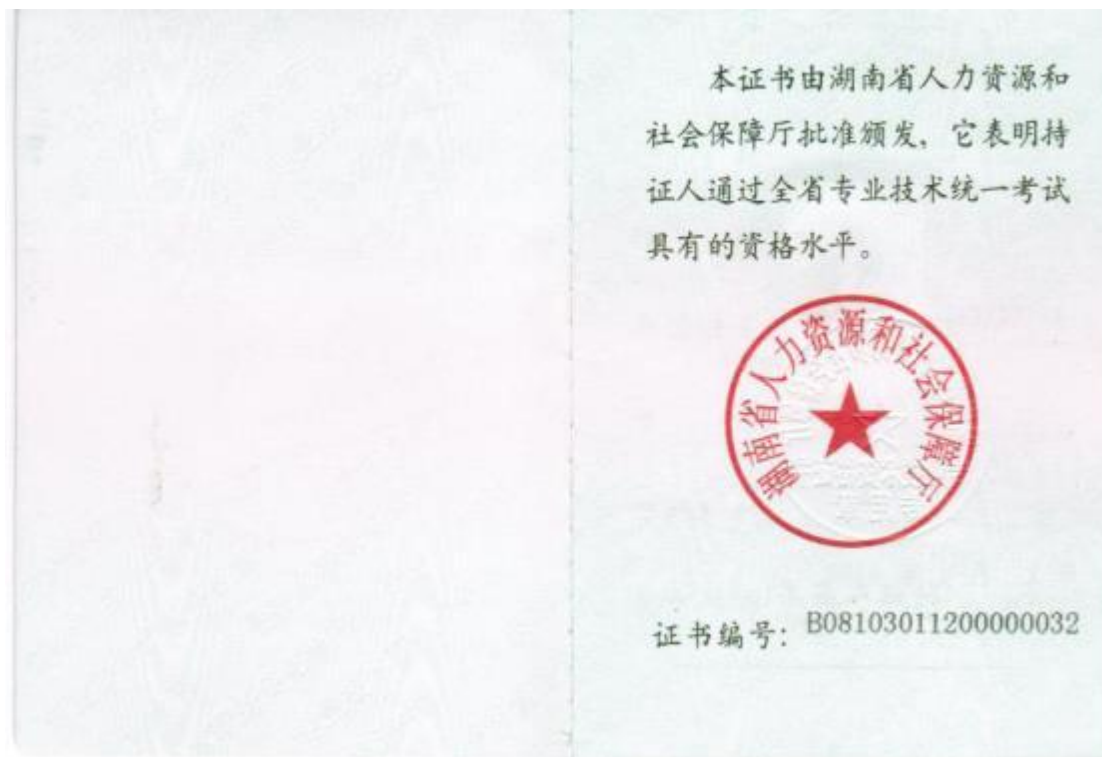 本证书由湖南省人力资源和
社会保障厅批准颁发，它表明持
证人通过全省专业技术统一考试
具有的资格水平。
湖南省人力资源和社会保障厅
证书编号：B08103011200000032